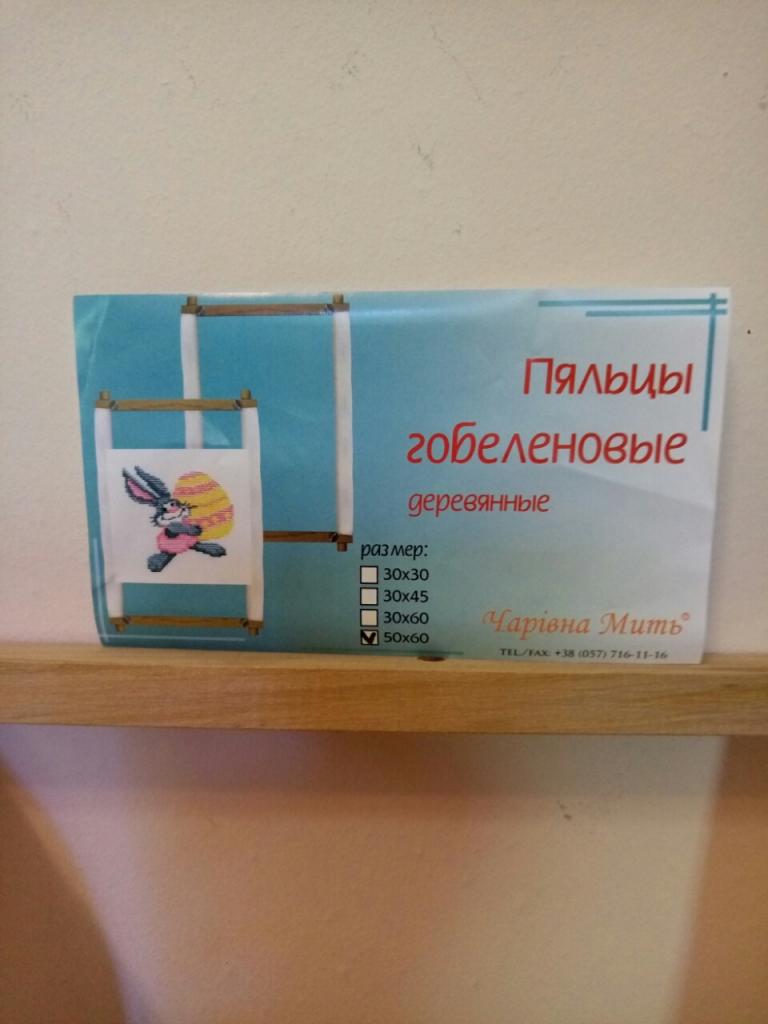 Пяльцы
гобеленовые
деревянные
размер:
30x30
30x45
30x60
50x60
Чарівна Мить®
TEL/FAX: +38 (057) 716-11-16